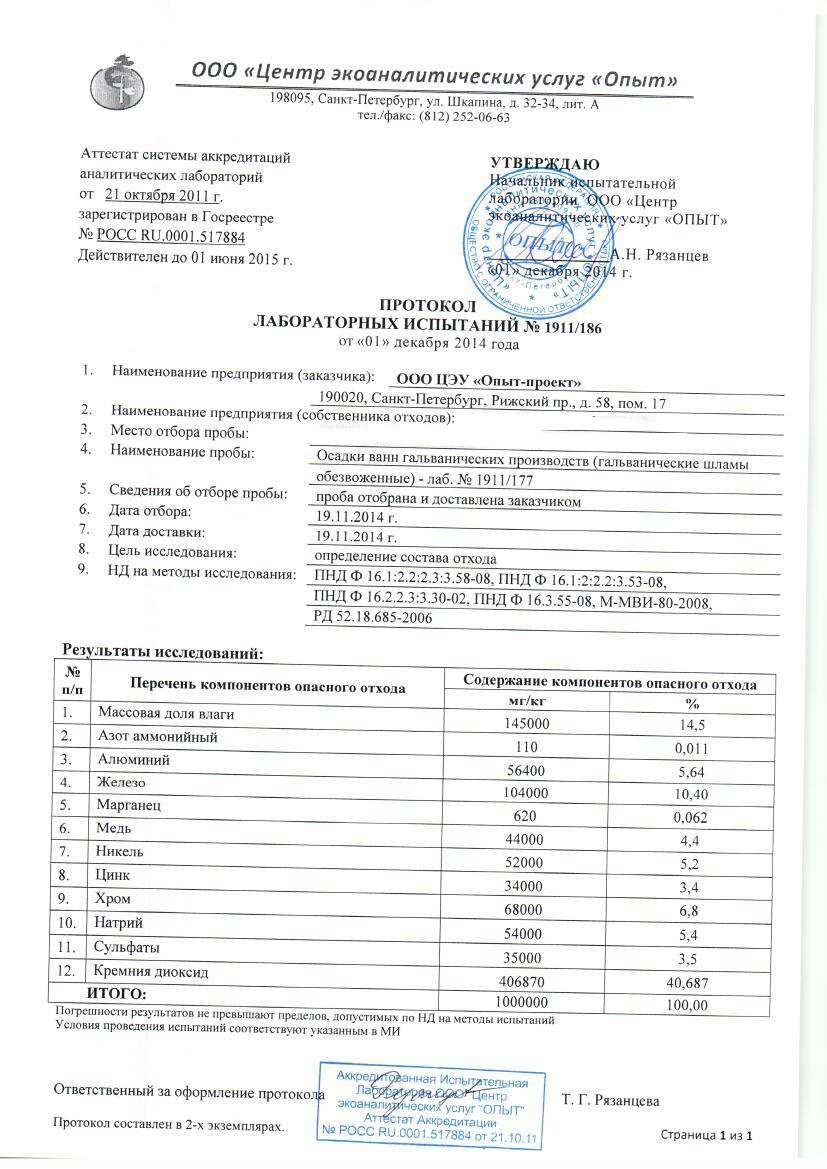 ООО «Центр экоаналитических услуг «Опыт»
198095, Санкт-Петербург, ул. Шкапина, д. 32-34, лит. А
тел./факс: (812) 252-06-63
Аттестат системы аккредитаций
аналитических лабораторий
от 21 октября 2011 г.
зарегистрирован в Госреестре
№ РОСС RU.0001.517884
Действителен до 01 июня 2015 г.
УТВЕРЖДАЮ
Начальник испытательной
лаборатории ООО «Центр
экоаналитических услуг «ОПЫТ»
А.Н. Рязанцев
«01» декабря 2014 г.
ПРОТОКОЛ
ЛАБОРАТОРНЫХ ИСПЫТАНИЙ № 1911/186
от «01» декабря 2014 года
1. Наименование предприятия (заказчика): ООО ЦЭУ «Опыт-проект»
190020, Санкт-Петербург, Рижский пр., д. 58, пом. 17
2. Наименование предприятия (собственника отходов):
3. Место отбора пробы:
4. Наименование пробы: Осадки ванн гальванических производств (гальванические шламы
обезвоженные) - лаб. № 1911/177
5. Сведения об отборе пробы: проба отобрана и доставлена заказчиком
6. Дата отбора: 19.11.2014 г.
7. Дата доставки: 19.11.2014 г.
8. Цель исследования: определение состава отхода
9. НД на методы исследования: ПНД Ф 16.1:2.2:2.3:3.58-08, ПНД Ф 16.1:2:2.2:3.53-08,
ПНД Ф 16.2.2.3:3.30-02, ПНД Ф 16.3.55-08, М-МВИ-80-2008,
РД 52.18.685-2006
Результаты исследований:
№ п/п Перечень компонентов опасного отхода Содержание компонентов опасного отхода
мг/кг %
1. Массовая доля влаги 145000 14,5
2. Азот аммонийный 110 0,011
3. Алюминий 56400 5,64
4. Железо 104000 10,40
5. Марганец 620 0,062
6. Медь 44000 4,4
7. Никель 52000 5,2
8. Цинк 34000 3,4
9. Хром 68000 6,8
10. Натрий 54000 5,4
11. Сульфаты 35000 3,5
12. Кремния диоксид 406870 40,687
ИТОГО: 1000000 100,00
Погрешности результатов не превышают пределов, допустимых по НД на методы испытаний
Условия проведения испытаний соответствуют указанным в МИ
Ответственный за оформление протокола
Аккредитованная Испытательная
Лаборатория ООО "Центр
экоаналитических услуг "ОПЫТ"
Аттестат Аккредитации
№ РОСС RU.0001.517884 от 21.10.11
Т. Г. Рязанцева
Протокол составлен в 2-х экземплярах.
Страница 1 из 1